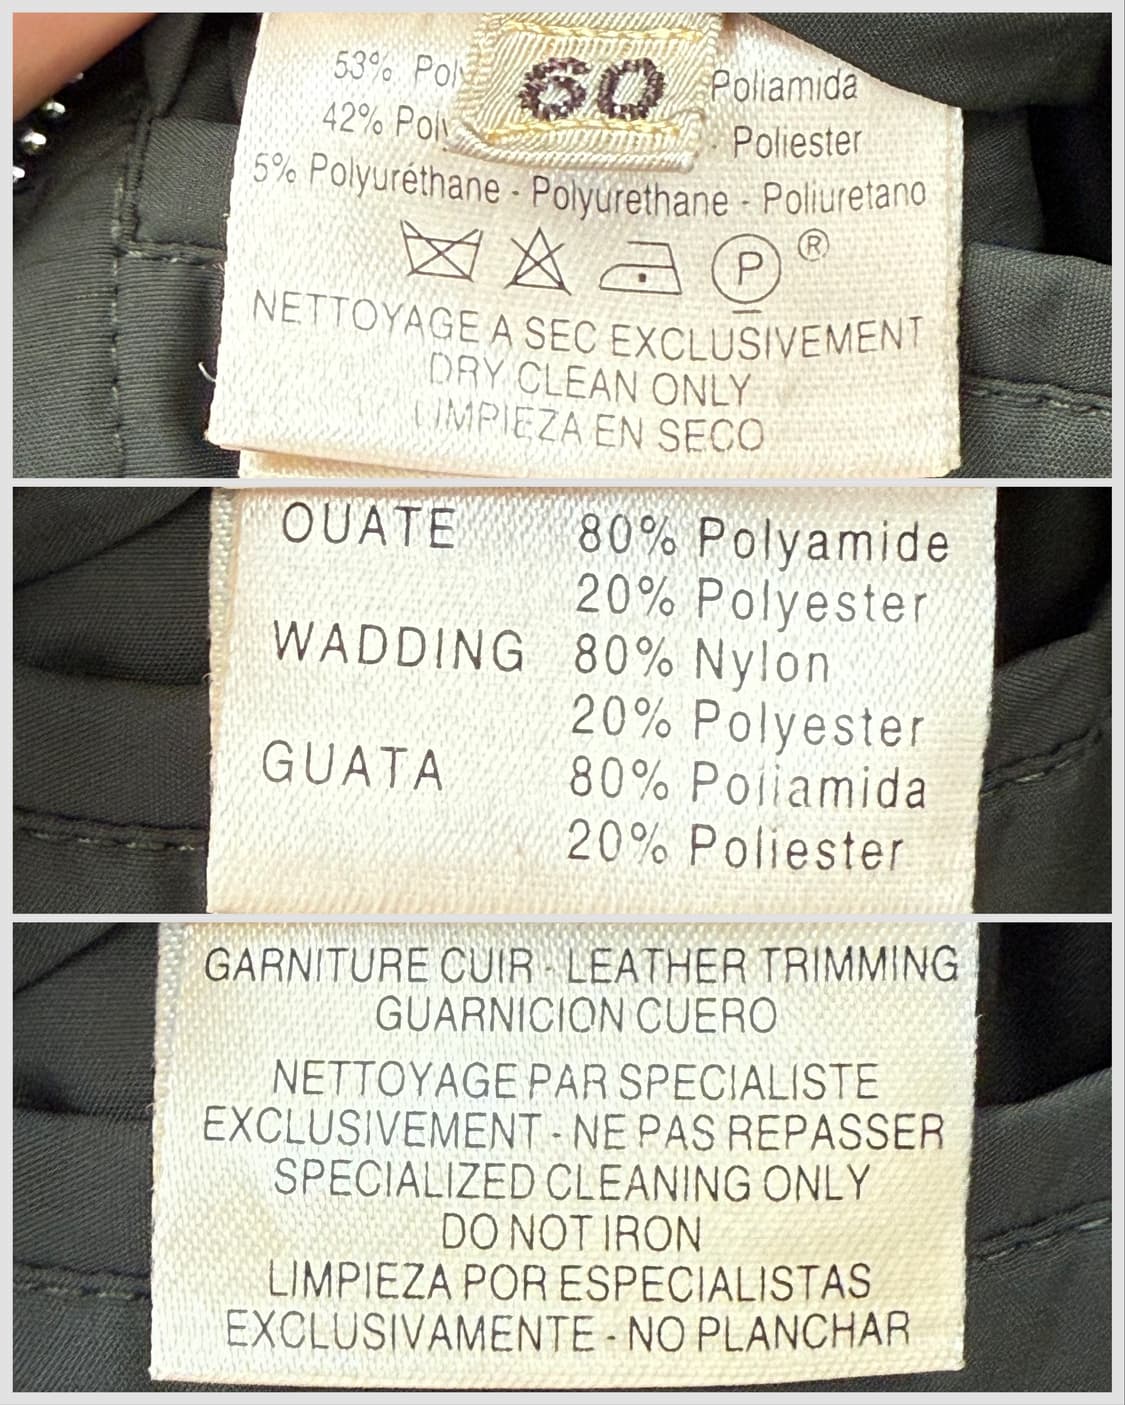 60
53% Pol Poliamida
42% Pol - Poliester
5% Polyuréthane - Polyurethane - Poliuretano
P ®
NETTOYAGE A SEC EXCLUSIVEMENT
DRY CLEAN ONLY
LIMPIEZA EN SECO
OUATE 80% Polyamide
20% Polyester
WADDING 80% Nylon
20% Polyester
GUATA 80% Poliamida
20% Poliester
GARNITURE CUIR - LEATHER TRIMMING
GUARNICION CUERO
NETTOYAGE PAR SPECIALISTE
EXCLUSIVEMENT - NE PAS REPASSER
SPECIALIZED CLEANING ONLY
DO NOT IRON
LIMPIEZA POR ESPECIALISTAS
EXCLUSIVAMENTE - NO PLANCHAR